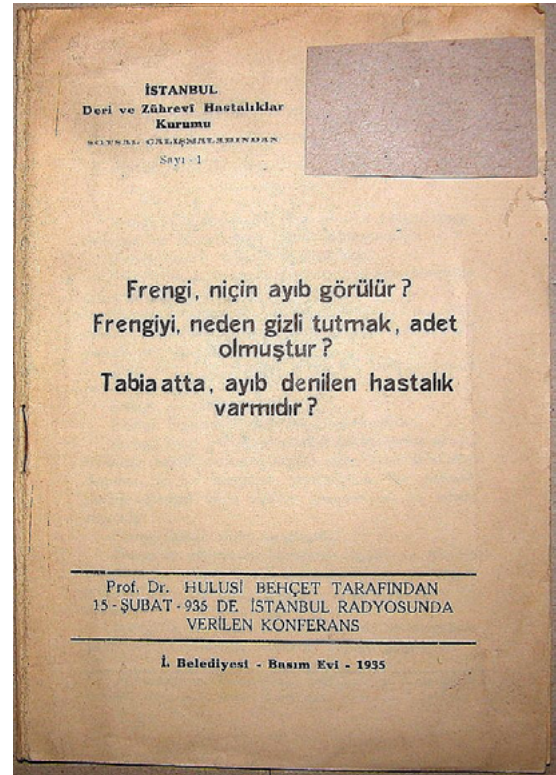 İSTANBUL
Deri ve Zührevî Hastalıklar
Kurumu
SOYSAL ÇALIŞMALARINDAN
Sayı - 1
Frengi, niçin ayıb görülür ?
Frengiyi, neden gizli tutmak, adet
olmuştur ?
Tabiaatta, ayıb denilen hastalık
varmıdır ?
Prof. Dr. HULUSİ BEHÇET TARAFINDAN
15 - ŞUBAT - 935 DE İSTANBUL RADYOSUNDA
VERİLEN KONFERANS
İ. Belediyesi - Basım Evi - 1935